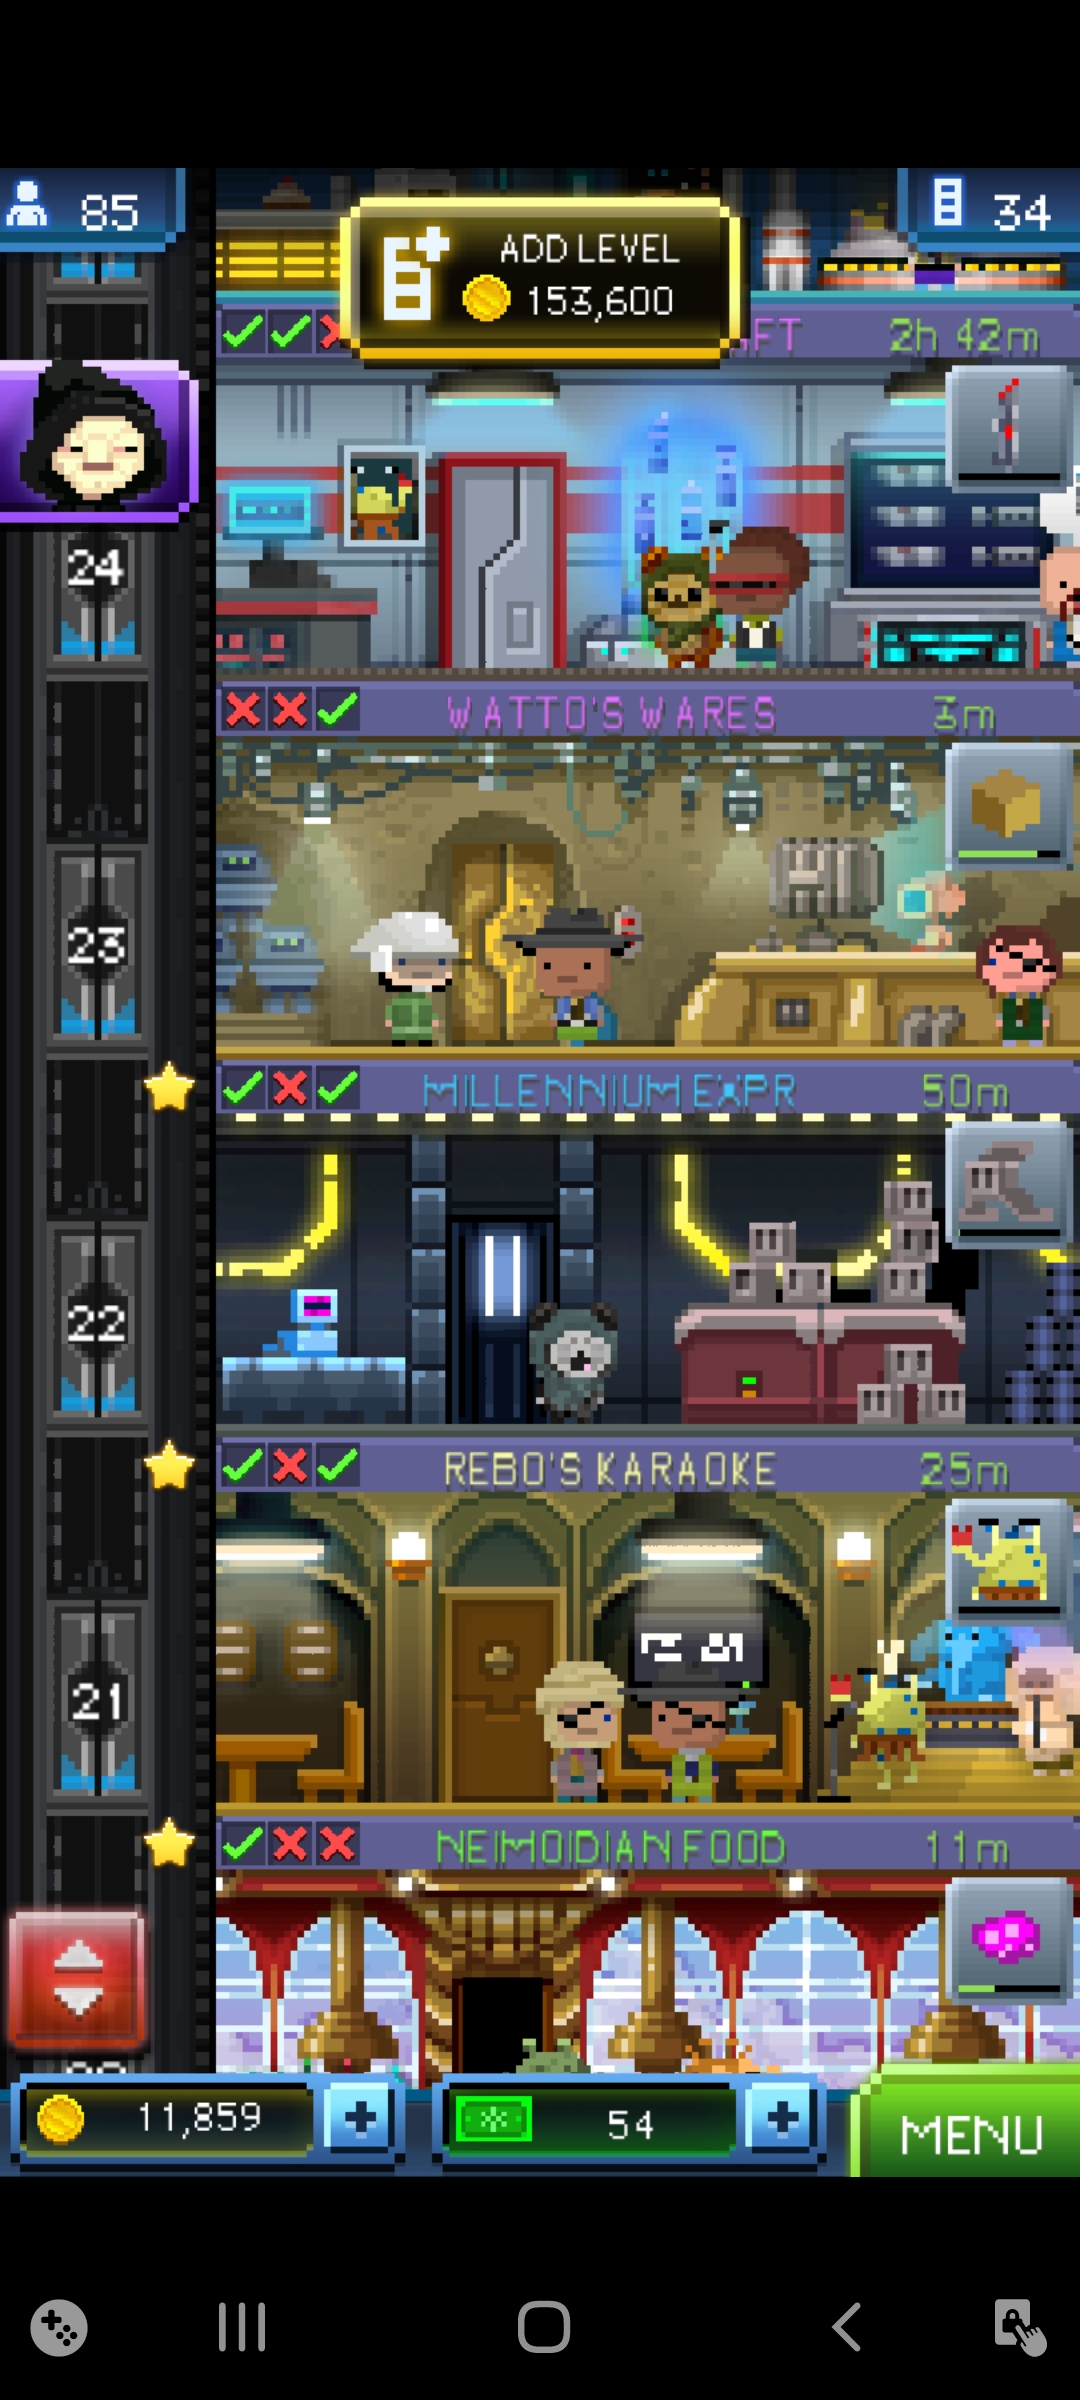 85
34
ADD LEVEL
153,600
FT 2h 42m
24
WATTO'S WARES 3m
23
MILLENNIUM EXPR 50m
22
REBO'S KARAOKE 25m
21
NEIMOIDIAN FOOD 11m
11,859
54
MENU